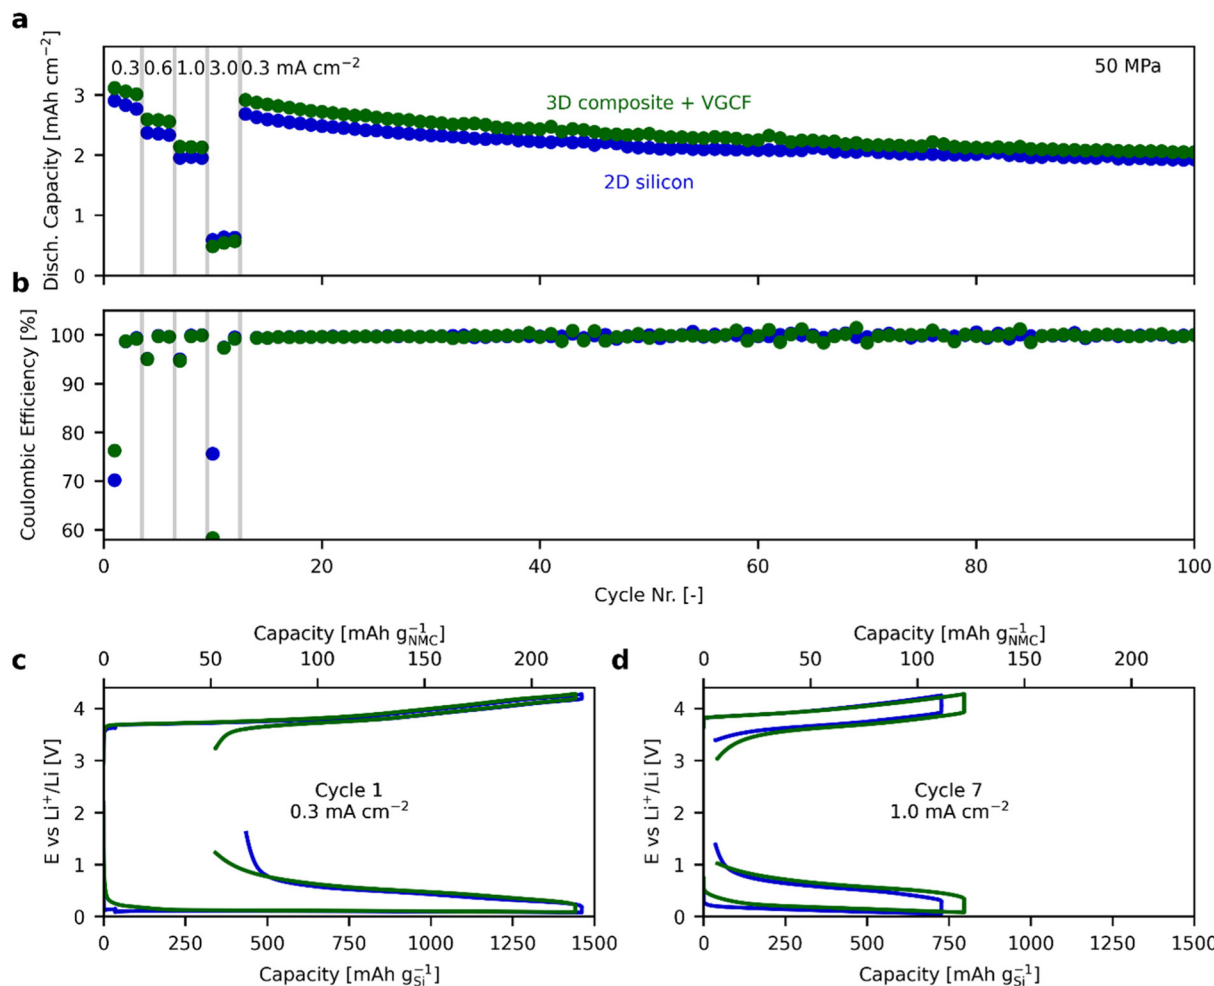 a
0.3 0.6 1.0 3.0 0.3 mA cm⁻²
50 MPa
3D composite + VGCF
2D silicon
Disch. Capacity [mAh cm⁻²]
3
2
1
0
b
Coulombic Efficiency [%]
100
90
80
70
60
0 20 40 60 80 100
Cycle Nr. [-]
c
Capacity [mAh g⁻¹NMC]
0 50 100 150 200
E vs Li⁺/Li [V]
4
3
2
1
0
Cycle 1
0.3 mA cm⁻²
0 250 500 750 1000 1250 1500
Capacity [mAh g⁻¹Si]
d
Capacity [mAh g⁻¹NMC]
0 50 100 150 200
E vs Li⁺/Li [V]
4
3
2
1
0
Cycle 7
1.0 mA cm⁻²
0 250 500 750 1000 1250 1500
Capacity [mAh g⁻¹Si]